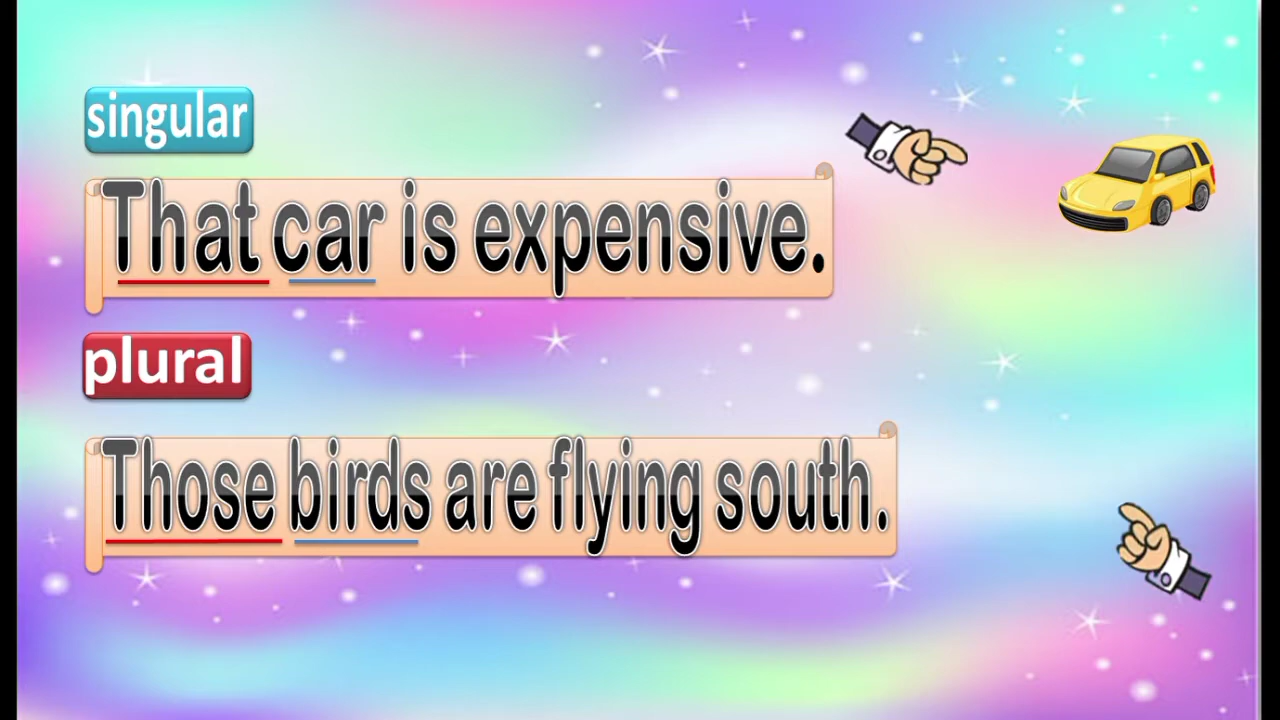 singular
That car is expensive.
plural
Those birds are flying south.